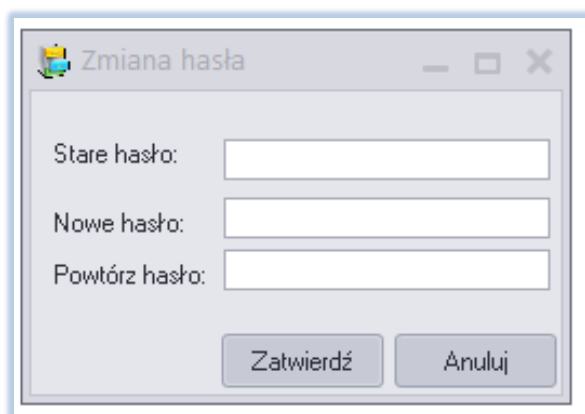 Zmiana hasła
Stare hasło:
Nowe hasło:
Powtórz hasło:
Zatwierdź Anuluj